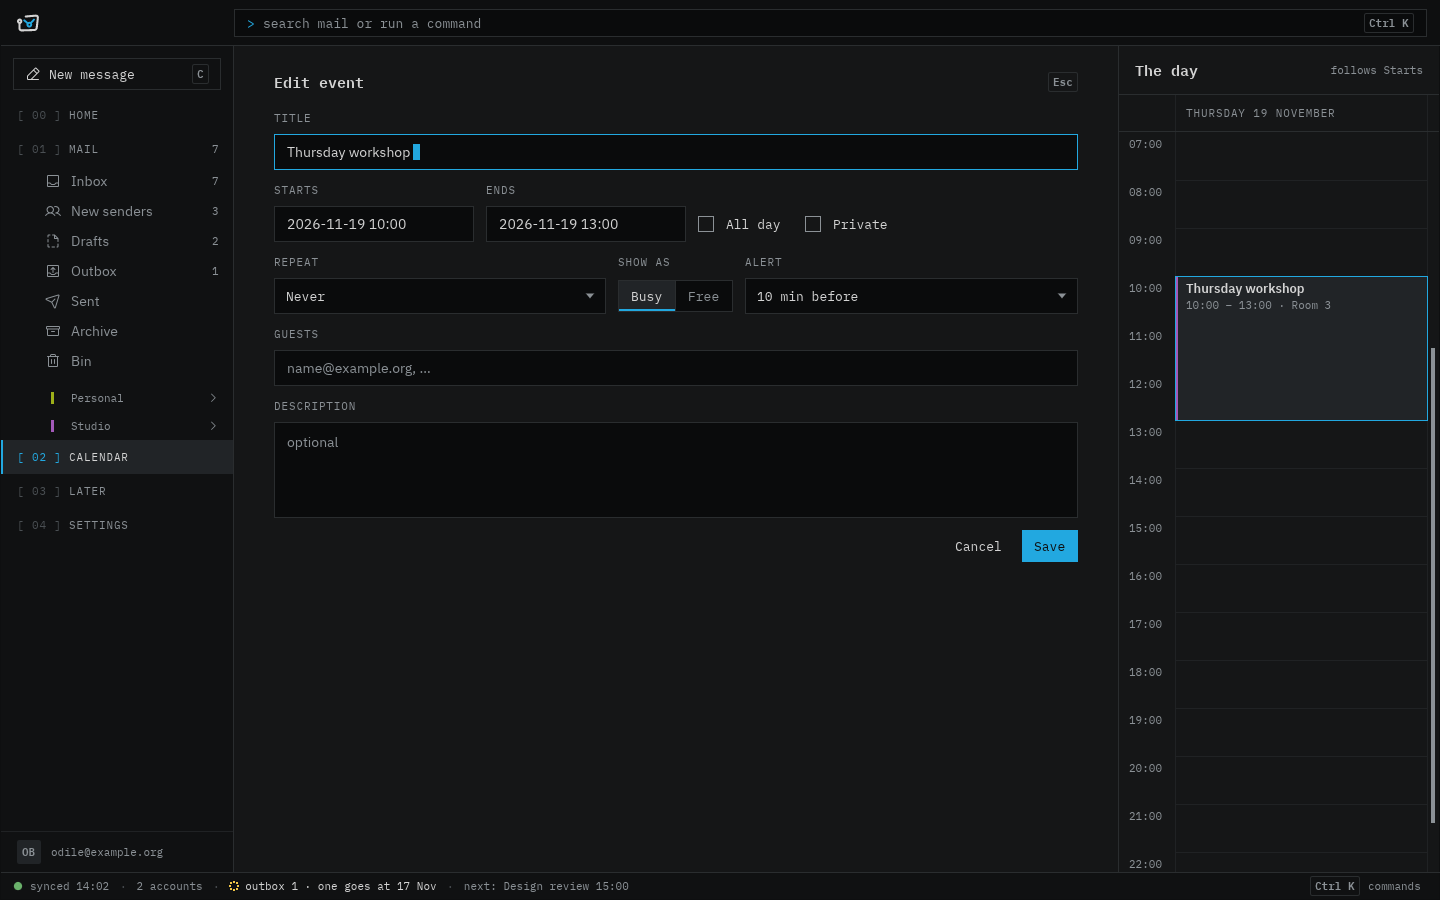 > search mail or run a command Ctrl K
New message C
[ 00 ] HOME
[ 01 ] MAIL 7
Inbox 7
New senders 3
Drafts 2
Outbox 1
Sent
Archive
Bin
Personal
Studio
[ 02 ] CALENDAR
[ 03 ] LATER
[ 04 ] SETTINGS
OB odile@example.org
Edit event Esc
TITLE
Thursday workshop
STARTS ENDS
2026-11-19 10:00 2026-11-19 13:00 All day Private
REPEAT SHOW AS ALERT
Never Busy Free 10 min before
GUESTS
name@example.org, ...
DESCRIPTION
optional
Cancel Save
The day follows Starts
THURSDAY 19 NOVEMBER
07:00
08:00
09:00
10:00 Thursday workshop
10:00 – 13:00 · Room 3
11:00
12:00
13:00
14:00
15:00
16:00
17:00
18:00
19:00
20:00
21:00
22:00
synced 14:02 · 2 accounts · outbox 1 · one goes at 17 Nov · next: Design review 15:00 Ctrl K commands